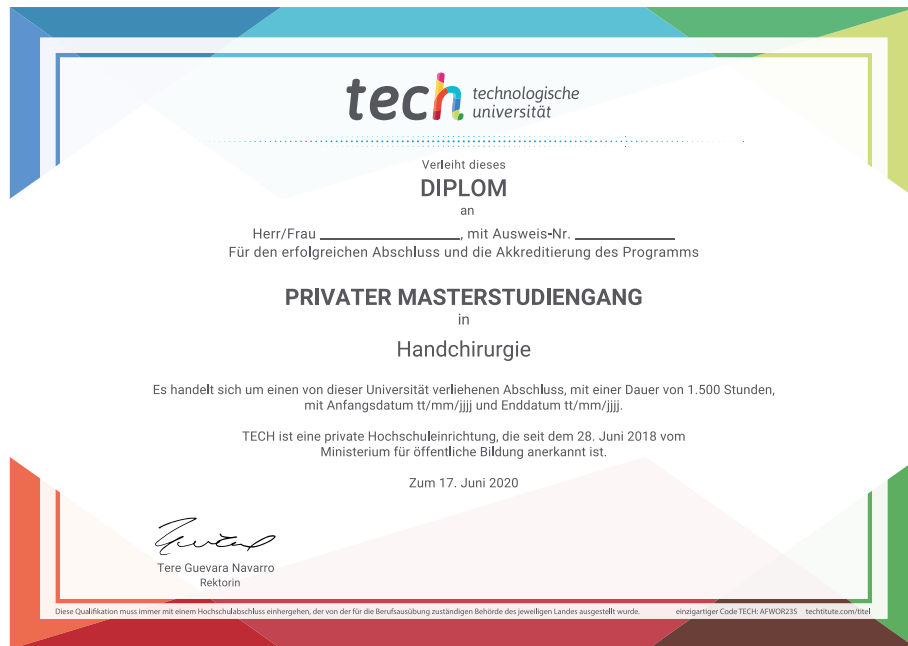 tech technologische
universität
Verleiht dieses
DIPLOM
an
Herr/Frau ____________________, mit Ausweis-Nr. ______________
Für den erfolgreichen Abschluss und die Akkreditierung des Programms
PRIVATER MASTERSTUDIENGANG
in
Handchirurgie
Es handelt sich um einen von dieser Universität verliehenen Abschluss, mit einer Dauer von 1.500 Stunden,
mit Anfangsdatum tt/mm/jjjj und Enddatum tt/mm/jjjj.
TECH ist eine private Hochschuleinrichtung, die seit dem 28. Juni 2018 vom
Ministerium für öffentliche Bildung anerkannt ist.
Zum 17. Juni 2020
Tere Guevara Navarro
Rektorin
Diese Qualifikation muss immer mit einem Hochschulabschluss einhergehen, der von der für die Berufsausübung zuständigen Behörde des jeweiligen Landes ausgestellt wurde. einzigartiger Code TECH: AFWOR23S techtitute.com/titel